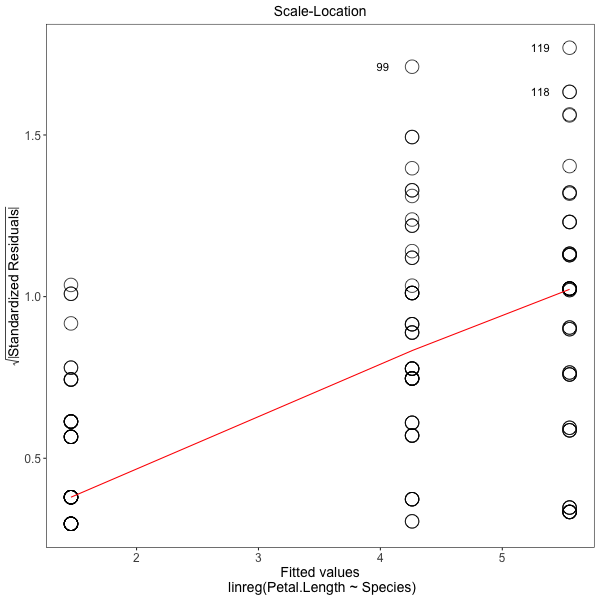 Scale-Location
√|Standardized Residuals|
1.5
1.0
0.5
99
119
118
2 3 4 5
Fitted values
linreg(Petal.Length ~ Species)